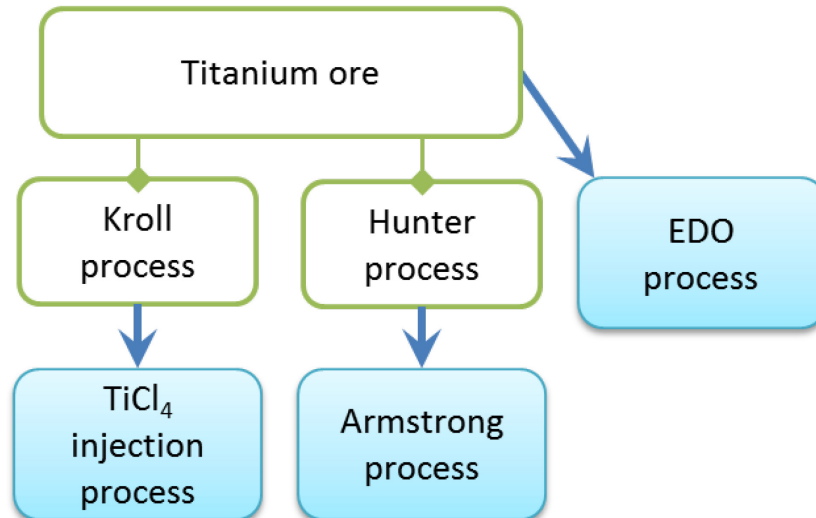 Titanium ore
Kroll
process
Hunter
process
EDO
process
TiCl₄
injection
process
Armstrong
process